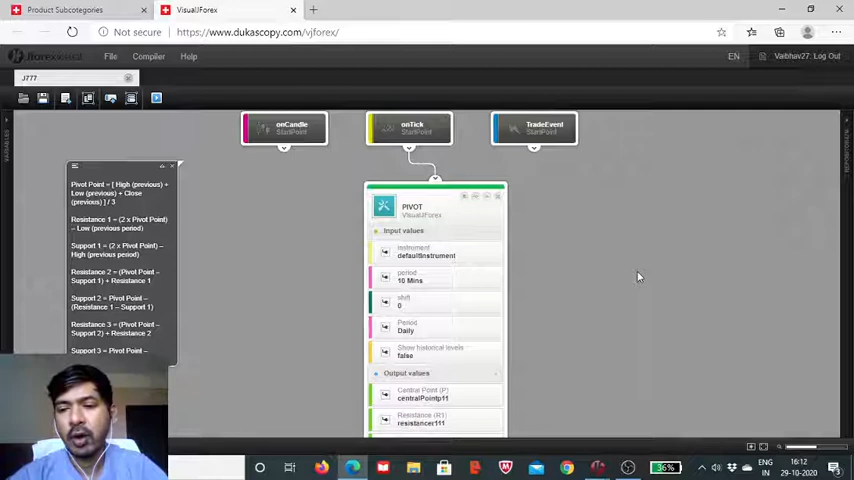 Product Subcotegories
VisualJForex
Not secure
https://www.dukascopy.com/vjforex/
File
Compiler
Help
EN
Vaibhav27: Log Out
J777
VARIABLES
onCandle
StartPoint
onTick
StartPoint
TradeEvent
StartPoint
Pivot Point = [ High (previous) +
Low (previous) + Close
(previous) ] / 3
Resistance 1 = (2 x Pivot Point)
– Low (previous period)
Support 1 = (2 x Pivot Point) –
High (previous period)
Resistance 2 = (Pivot Point -
Support 1) + Resistance 1
Support 2 = Pivot Point –
(Resistance 1 – Support 1)
Resistance 3 = (Pivot Point –
Support 2) + Resistance 2
Support 3 = Pivot Point –
PIVOT
VisualJForex
Input values
instrument
defaultInstrument
period
10 Mins
shift
0
Period
Daily
Show historical levels
false
Output values
Central Point (P)
centralPointp11
Resistance (R1)
resistancer111
36%
ENG
IN
16:12
29-10-2020